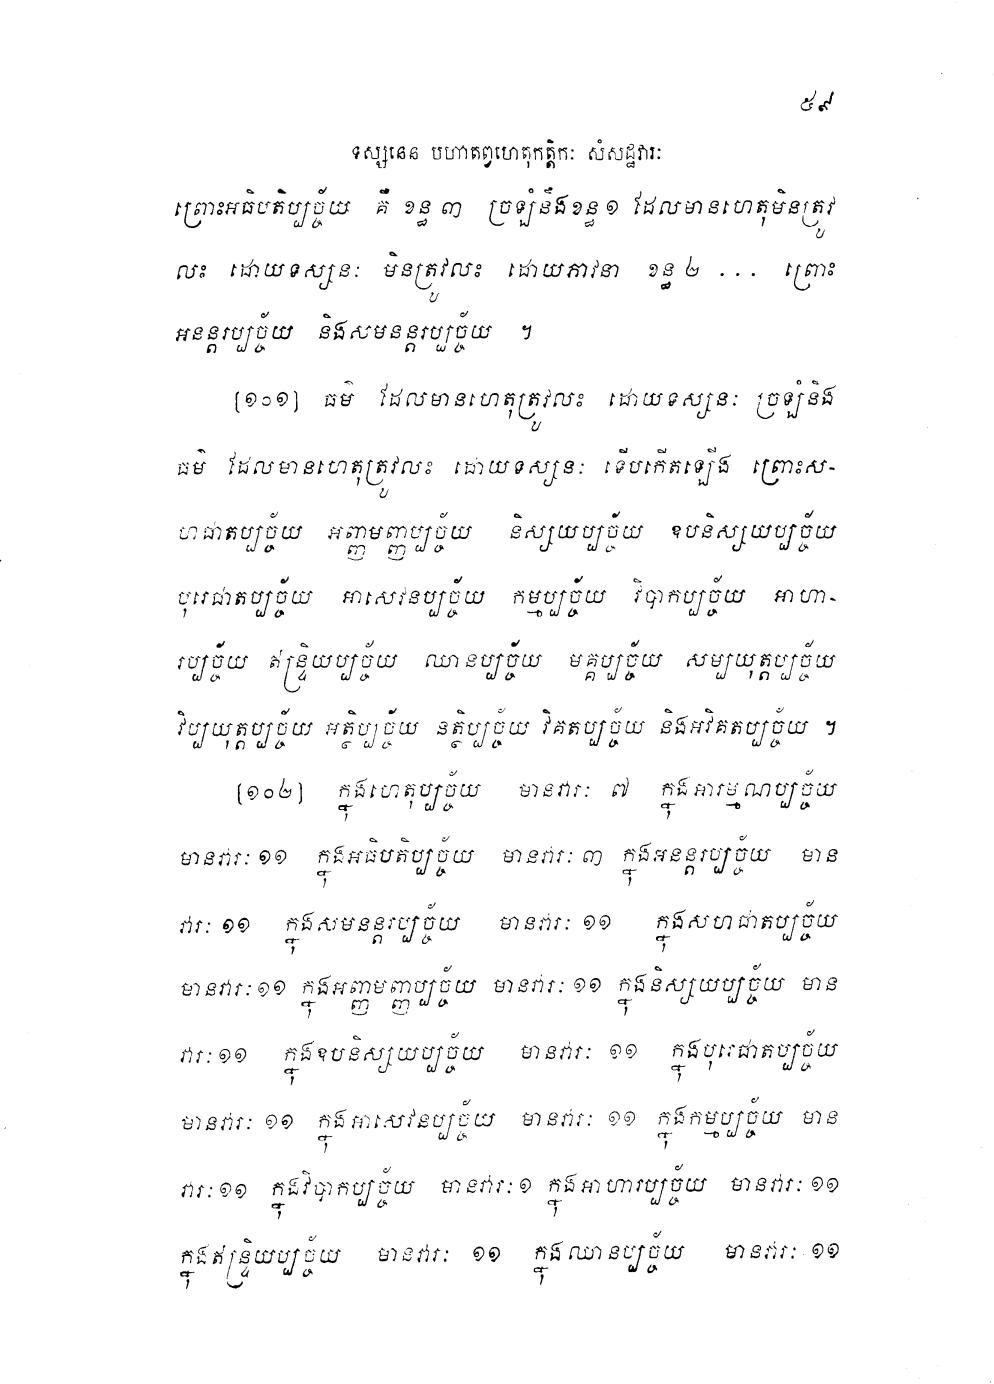 ៥៩
ទស្សនេន បហាតព្វហេតុកត្តិកៈ សំសដ្ឋវារៈ
ព្រោះអធិបតិប្បច្ច័យ គឺ ខន្ធ ៣ ច្រឡំនឹងខន្ធ ១ ដែលមានហេតុមិនត្រូវ
លះ ដោយទស្សនៈ មិនត្រូវលះ ដោយភាវនា ខន្ធ ២ ... ព្រោះ
អនន្តរប្បច្ច័យ និងសមនន្តរប្បច្ច័យ ។
[១០១] ធម៌ ដែលមានហេតុត្រូវលះ ដោយទស្សនៈ ច្រឡំនឹង
ធម៌ ដែលមានហេតុត្រូវលះ ដោយទស្សនៈ ទើបកើតឡើង ព្រោះស-
ហជាតប្បច្ច័យ អញ្ញាមញ្ញាប្បច្ច័យ និស្សយប្បច្ច័យ ឧបនិស្សយប្បច្ច័យ
បុរេជាតប្បច្ច័យ អាសេវនប្បច្ច័យ កម្មប្បច្ច័យ វិបាកប្បច្ច័យ អាហា-
រប្បច្ច័យ ឥន្ទ្រិយប្បច្ច័យ ឈានប្បច្ច័យ មគ្គប្បច្ច័យ សម្បយុត្តប្បច្ច័យ
វិប្បយុត្តប្បច្ច័យ អត្ថិប្បច្ច័យ នត្ថិប្បច្ច័យ វិគតប្បច្ច័យ និងអវិគតប្បច្ច័យ ។
[១០២] ក្នុងហេតុប្បច្ច័យ មានវារៈ ៧ ក្នុងអារម្មណប្បច្ច័យ
មានវារៈ ១១ ក្នុងអធិបតិប្បច្ច័យ មានវារៈ ៣ ក្នុងអនន្តរប្បច្ច័យ មាន
វារៈ ១១ ក្នុងសមនន្តរប្បច្ច័យ មានវារៈ ១១ ក្នុងសហជាតប្បច្ច័យ
មានវារៈ ១១ ក្នុងអញ្ញាមញ្ញាប្បច្ច័យ មានវារៈ ១១ ក្នុងនិស្សយប្បច្ច័យ មាន
វារៈ ១១ ក្នុងឧបនិស្សយប្បច្ច័យ មានវារៈ ១១ ក្នុងបុរេជាតប្បច្ច័យ
មានវារៈ ១១ ក្នុងអាសេវនប្បច្ច័យ មានវារៈ ១១ ក្នុងកម្មប្បច្ច័យ មាន
វារៈ ១១ ក្នុងវិបាកប្បច្ច័យ មានវារៈ ១ ក្នុងអាហារប្បច្ច័យ មានវារៈ ១១
ក្នុងឥន្ទ្រិយប្បច្ច័យ មានវារៈ ១១ ក្នុងឈានប្បច្ច័យ មានវារៈ ១១